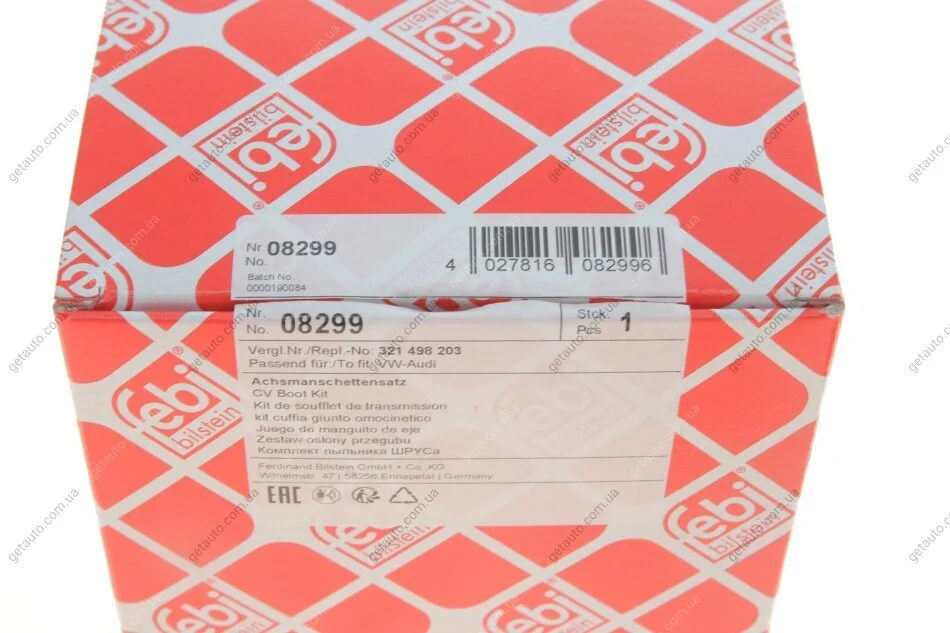 febi bilstein
Nr. 08299
No.
Batch No.
0000190084
4 027816 082996
Nr.
No. 08299
Stck. 1
Pcs
Vergl.Nr./Repl.-No: 321 498 203
Passend für:/To fit:VW-Audi
Achsmanschettensatz
CV Boot Kit
Kit de soufflet de transmission
kit cuffia giunto omocinetico
Juego de manguito de eje
Zestaw osłony przegubu
Комплект пыльника ШРУСа
Ferdinand Bilstein GmbH + Co. KG
Wilhelmstr. 47 | 58256 Ennepetal | Germany
EAC
getauto.com.ua